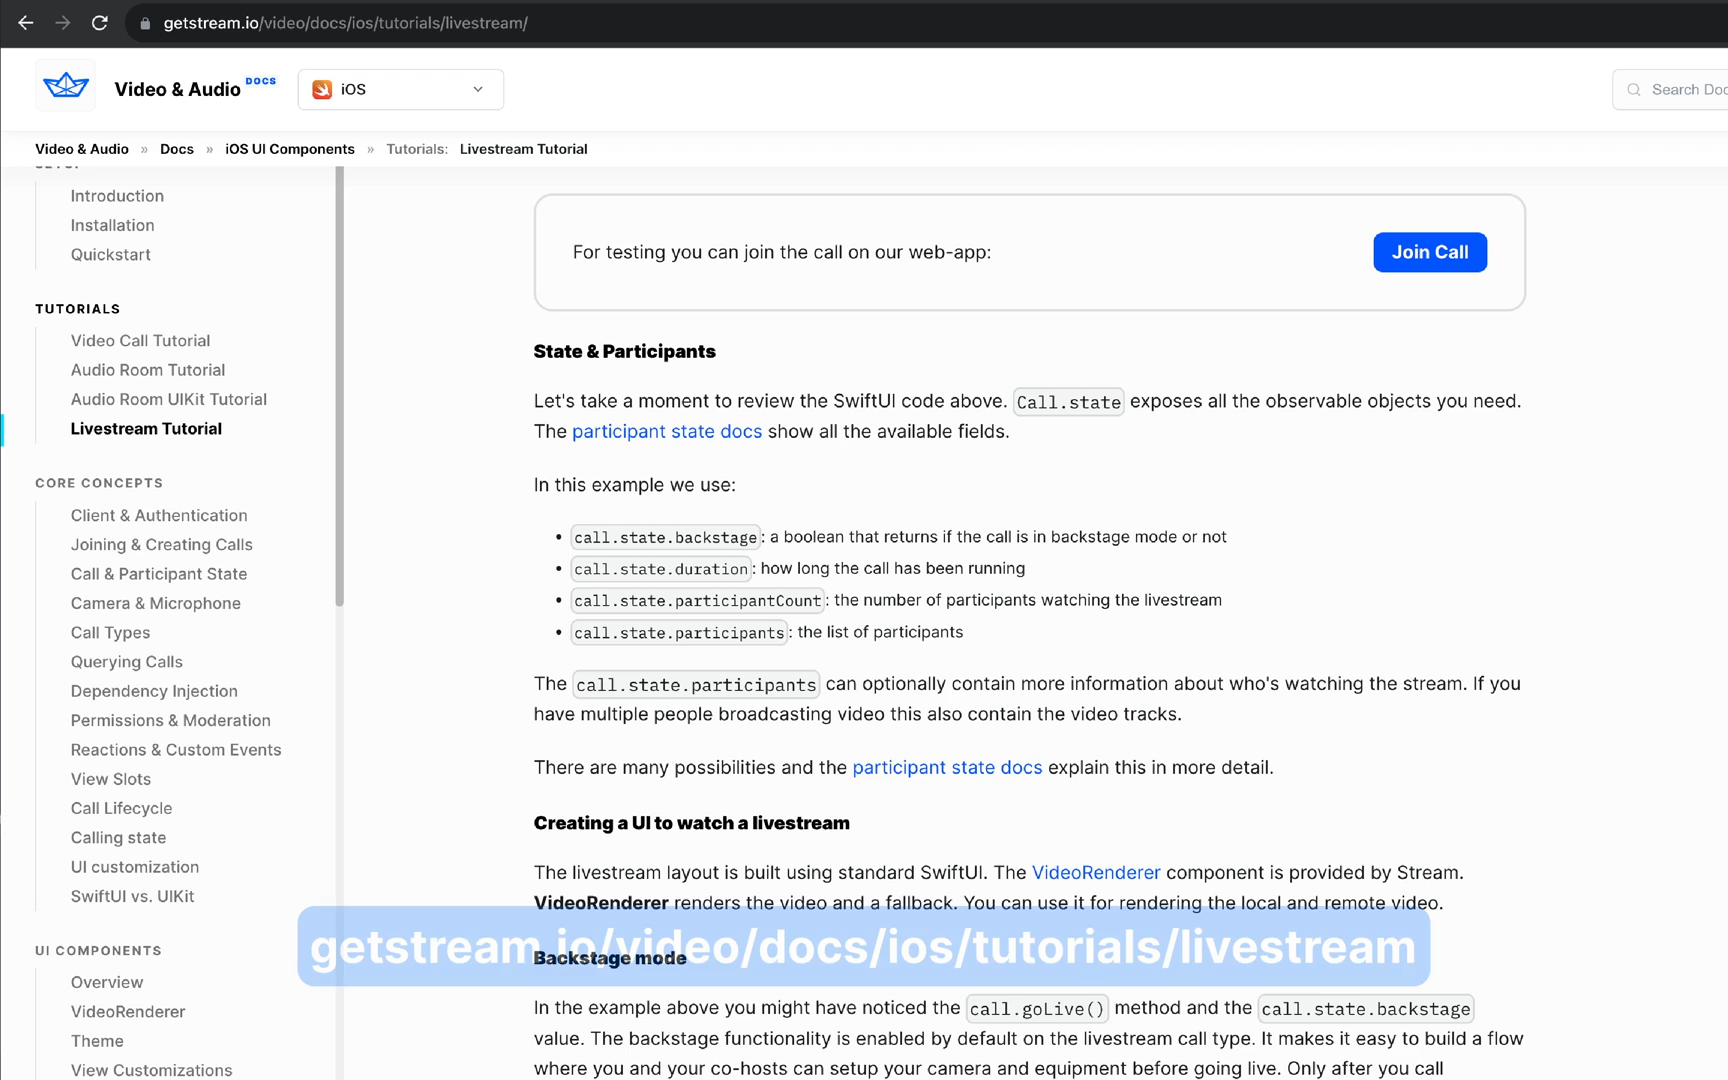 getstream.io/video/docs/ios/tutorials/livestream/
Video & Audio DOCS
iOS
Video & Audio » Docs » iOS UI Components » Tutorials: Livestream Tutorial
Introduction
Installation
Quickstart
TUTORIALS
Video Call Tutorial
Audio Room Tutorial
Audio Room UIKit Tutorial
Livestream Tutorial
CORE CONCEPTS
Client & Authentication
Joining & Creating Calls
Call & Participant State
Camera & Microphone
Call Types
Querying Calls
Dependency Injection
Permissions & Moderation
Reactions & Custom Events
View Slots
Call Lifecycle
Calling state
UI customization
SwiftUI vs. UIKit
UI COMPONENTS
Overview
VideoRenderer
Theme
View Customizations
Search
For testing you can join the call on our web-app:
Join Call
State & Participants
Let's take a moment to review the SwiftUI code above. Call.state exposes all the observable objects you need.
The participant state docs show all the available fields.
In this example we use:
• call.state.backstage: a boolean that returns if the call is in backstage mode or not
• call.state.duration: how long the call has been running
• call.state.participantCount: the number of participants watching the livestream
• call.state.participants: the list of participants
The call.state.participants can optionally contain more information about who's watching the stream. If you
have multiple people broadcasting video this also contain the video tracks.
There are many possibilities and the participant state docs explain this in more detail.
Creating a UI to watch a livestream
The livestream layout is built using standard SwiftUI. The VideoRenderer component is provided by Stream.
VideoRenderer renders the video and a fallback. You can use it for rendering the local and remote video.
getstream.io/video/docs/ios/tutorials/livestream
Backstage mode
In the example above you might have noticed the call.goLive() method and the call.state.backstage
value. The backstage functionality is enabled by default on the livestream call type. It makes it easy to build a flow
where you and your co-hosts can setup your camera and equipment before going live. Only after you call